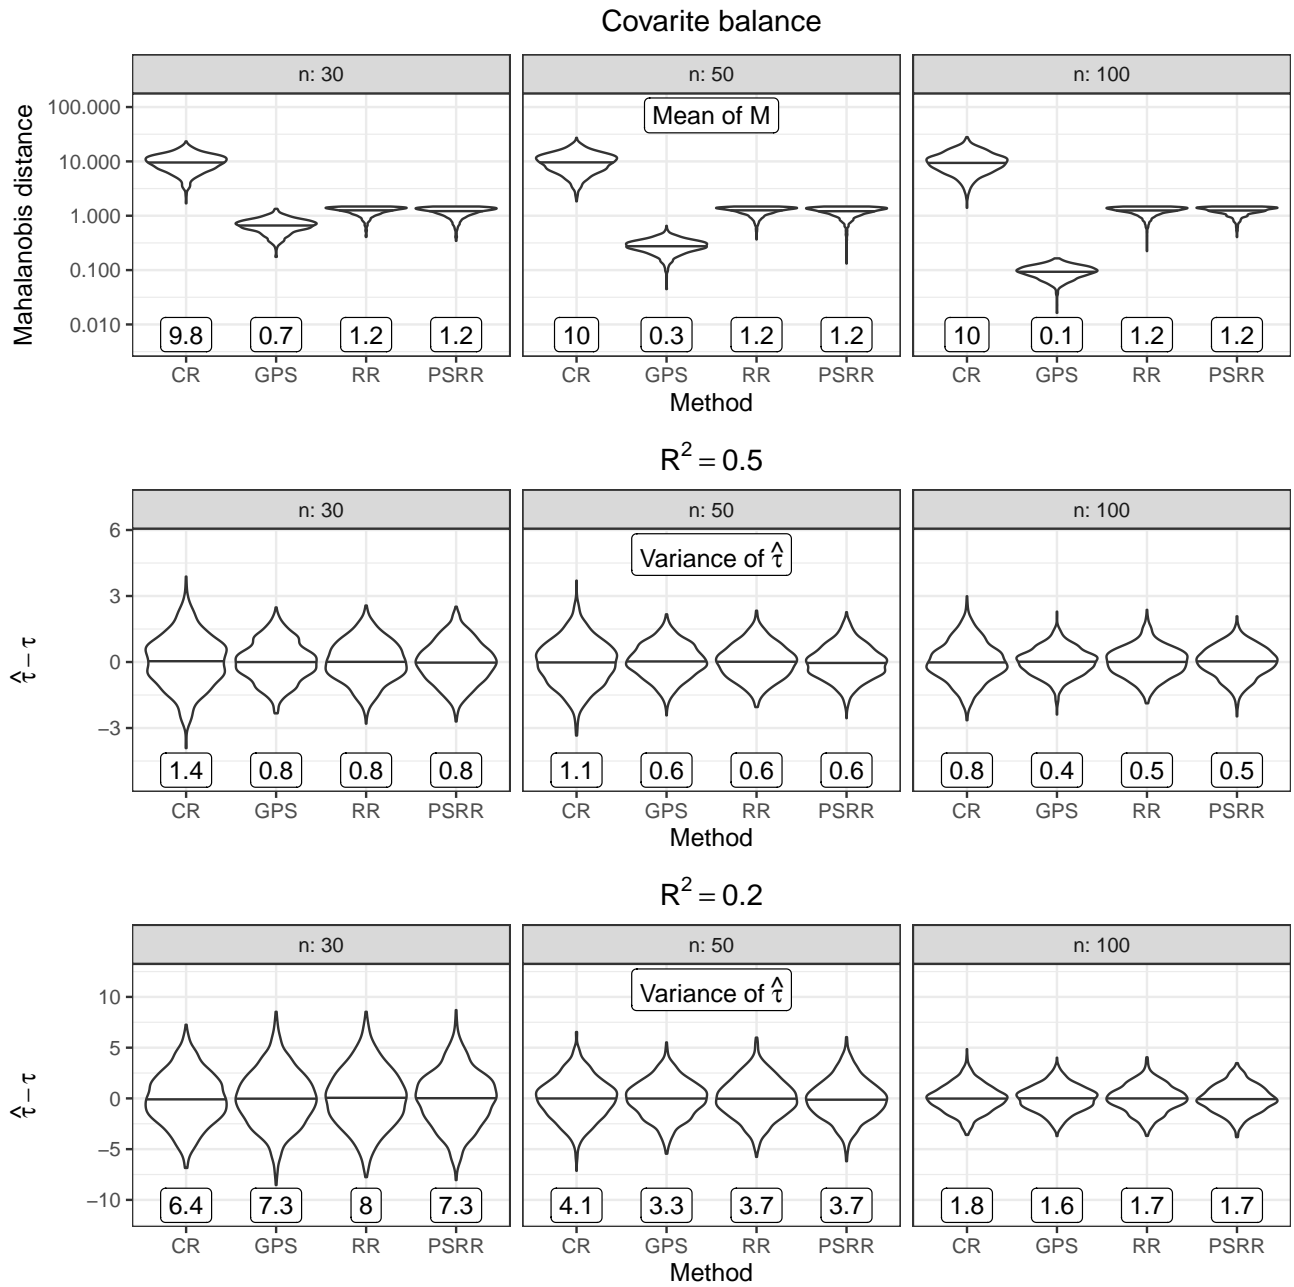 Covarite balance
n: 30
n: 50
n: 100
Mahalanobis distance
100.000
10.000
1.000
0.100
0.010
Mean of M
9.8 0.7 1.2 1.2
10 0.3 1.2 1.2
10 0.1 1.2 1.2
CR GPS RR PSRR
CR GPS RR PSRR
CR GPS RR PSRR
Method
R² = 0.5
n: 30
n: 50
n: 100
τ̂ − τ
6
3
0
−3
Variance of τ̂
1.4 0.8 0.8 0.8
1.1 0.6 0.6 0.6
0.8 0.4 0.5 0.5
CR GPS RR PSRR
CR GPS RR PSRR
CR GPS RR PSRR
Method
R² = 0.2
n: 30
n: 50
n: 100
τ̂ − τ
10
5
0
−5
−10
Variance of τ̂
6.4 7.3 8 7.3
4.1 3.3 3.7 3.7
1.8 1.6 1.7 1.7
CR GPS RR PSRR
CR GPS RR PSRR
CR GPS RR PSRR
Method